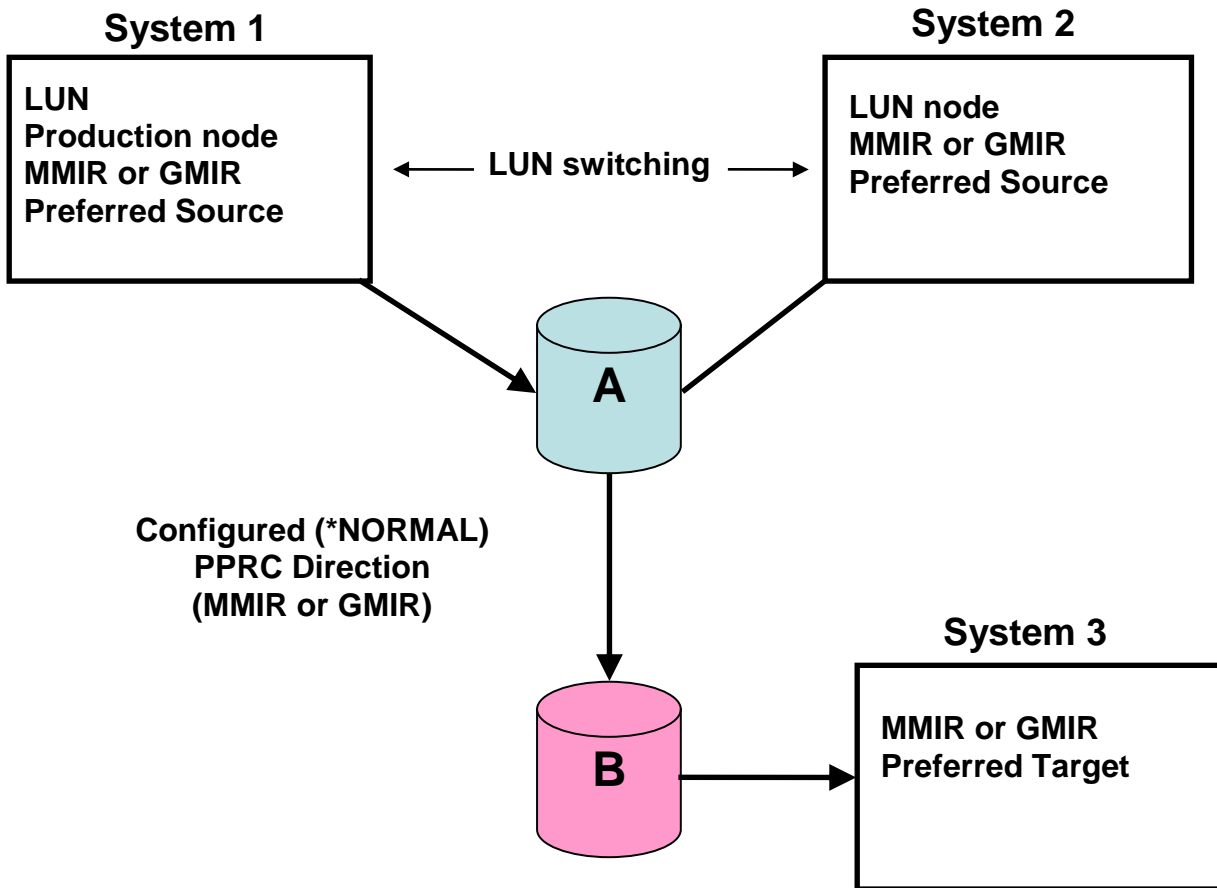 System 1
LUN
Production node
MMIR or GMIR
Preferred Source
LUN switching
System 2
LUN node
MMIR or GMIR
Preferred Source
A
Configured (*NORMAL)
PPRC Direction
(MMIR or GMIR)
B
System 3
MMIR or GMIR
Preferred Target